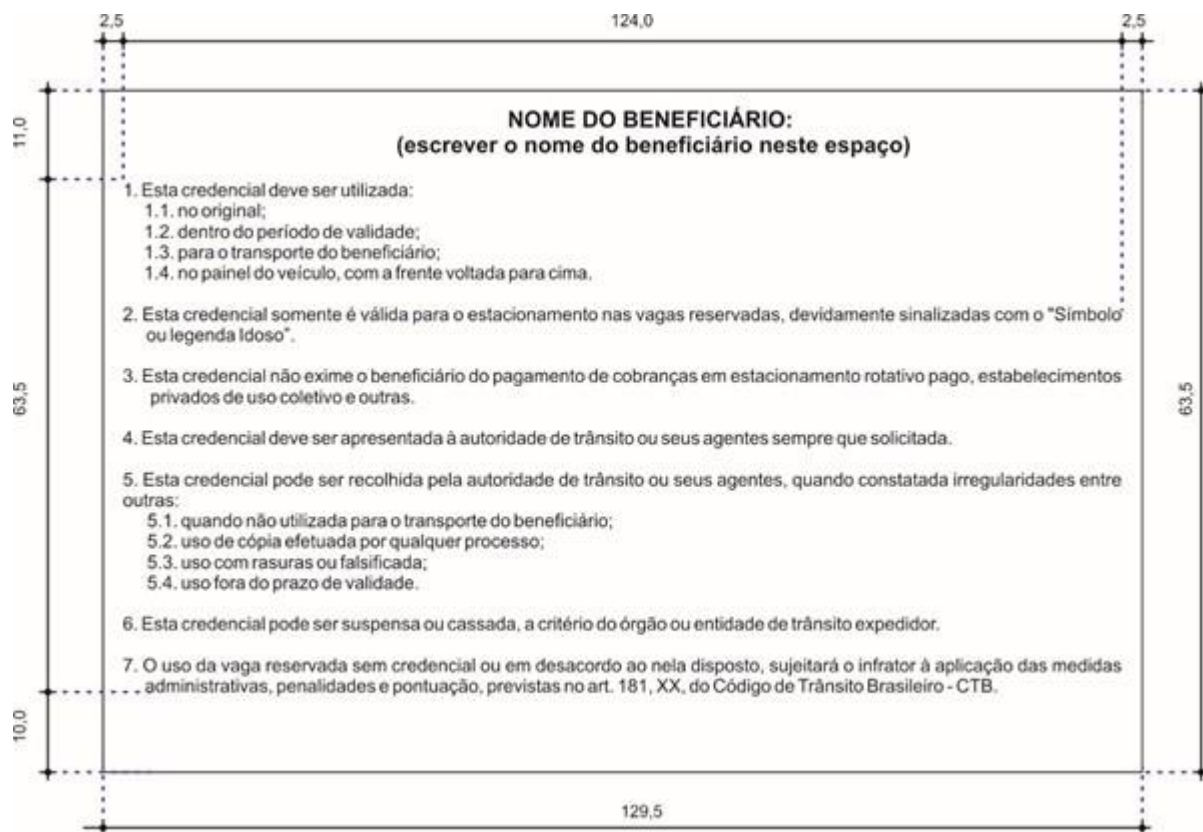 2,5 124,0 2,5
11,0
NOME DO BENEFICIÁRIO:
(escrever o nome do beneficiário neste espaço)
1. Esta credencial deve ser utilizada:
1.1. no original;
1.2. dentro do período de validade;
1.3. para o transporte do beneficiário;
1.4. no painel do veículo, com a frente voltada para cima.
2. Esta credencial somente é válida para o estacionamento nas vagas reservadas, devidamente sinalizadas com o "Símbolo
ou legenda Idoso".
63,5
63,5
3. Esta credencial não exime o beneficiário do pagamento de cobranças em estacionamento rotativo pago, estabelecimentos
privados de uso coletivo e outras.
4. Esta credencial deve ser apresentada à autoridade de trânsito ou seus agentes sempre que solicitada.
5. Esta credencial pode ser recolhida pela autoridade de trânsito ou seus agentes, quando constatada irregularidades entre
outras:
5.1. quando não utilizada para o transporte do beneficiário;
5.2. uso de cópia efetuada por qualquer processo;
5.3. uso com rasuras ou falsificada;
5.4. uso fora do prazo de validade.
6. Esta credencial pode ser suspensa ou cassada, a critério do órgão ou entidade de trânsito expedidor.
7. O uso da vaga reservada sem credencial ou em desacordo ao nela disposto, sujeitará o infrator à aplicação das medidas
administrativas, penalidades e pontuação, previstas no art. 181, XX, do Código de Trânsito Brasileiro - CTB.
10,0
129,5